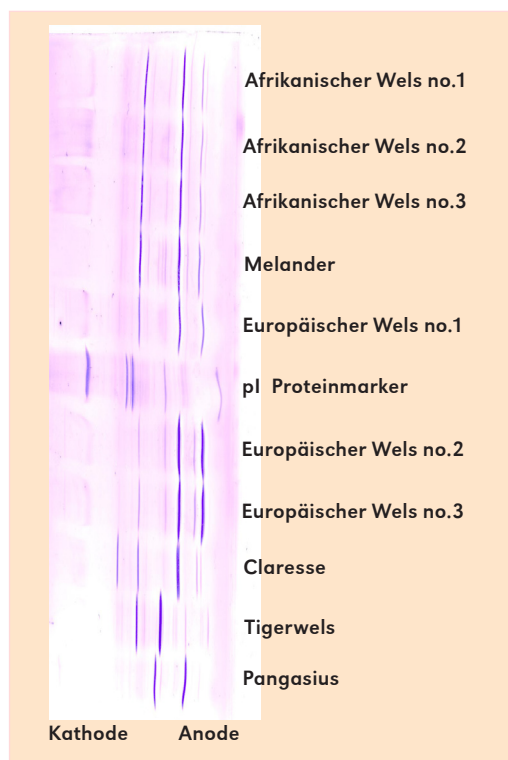 Afrikanischer Wels no.1
Afrikanischer Wels no.2
Afrikanischer Wels no.3
Melander
Europäischer Wels no.1
pI Proteinmarker
Europäischer Wels no.2
Europäischer Wels no.3
Claresse
Tigerwels
Pangasius
Kathode Anode